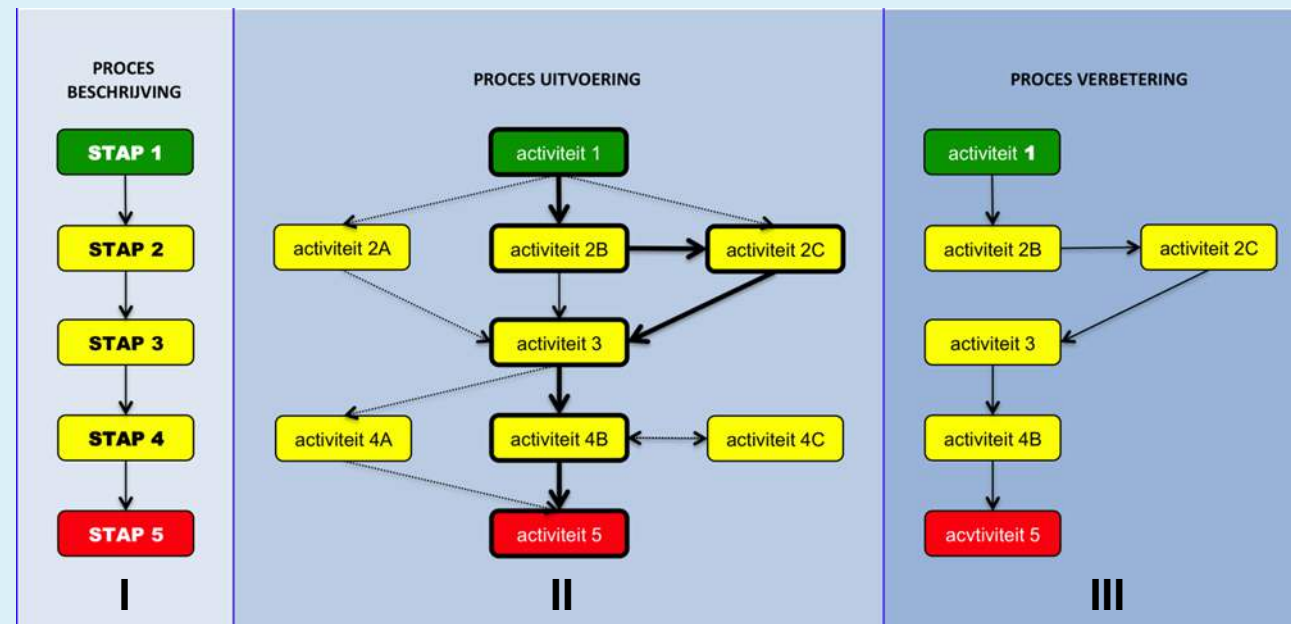 PROCES
BESCHRIJVING
STAP 1
STAP 2
STAP 3
STAP 4
STAP 5
I
PROCES UITVOERING
activiteit 1
activiteit 2A
activiteit 2B
activiteit 2C
activiteit 3
activiteit 4A
activiteit 4B
activiteit 4C
activiteit 5
II
PROCES VERBETERING
activiteit 1
activiteit 2B
activiteit 2C
activiteit 3
activiteit 4B
acvtiviteit 5
III